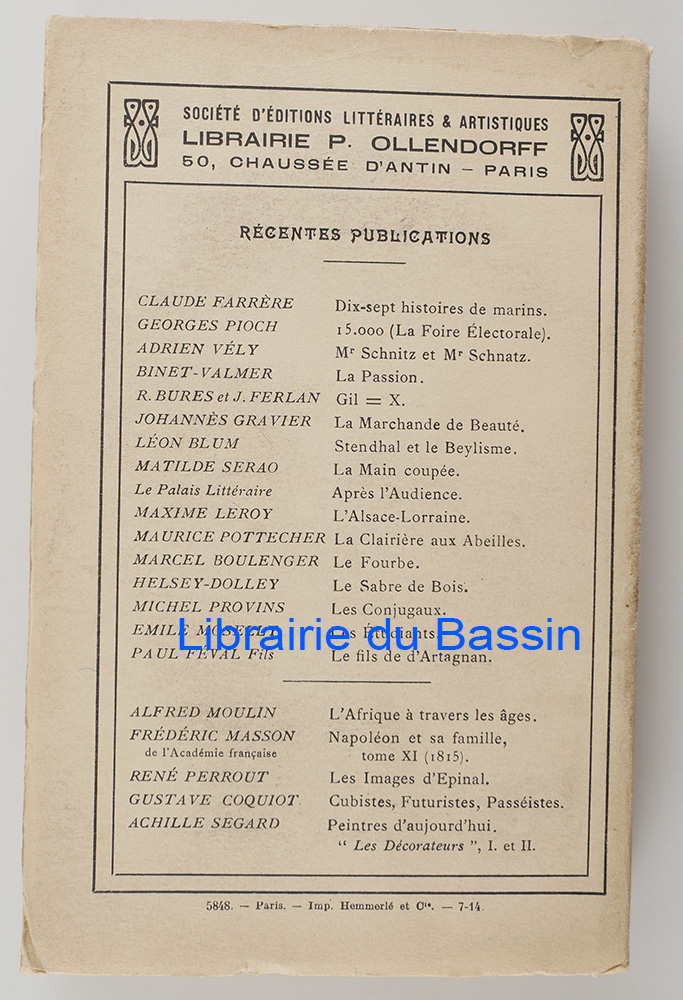 SOCIÉTÉ D'ÉDITIONS LITTÉRAIRES & ARTISTIQUES
LIBRAIRIE P. OLLENDORFF
50, CHAUSSÉE D'ANTIN — PARIS
RÉCENTES PUBLICATIONS
CLAUDE FARRÈRE Dix-sept histoires de marins.
GEORGES PIOCH 15.000 (La Foire Électorale).
ADRIEN VÉLY Mr Schnitz et Mr Schnatz.
BINET-VALMER La Passion.
R. BURES et J. FERLAN Gil = X.
JOHANNÈS GRAVIER La Marchande de Beauté.
LÉON BLUM Stendhal et le Beylisme.
MATILDE SERAO La Main coupée.
Le Palais Littéraire Après l'Audience.
MAXIME LEROY L'Alsace-Lorraine.
MAURICE POTTECHER La Clairière aux Abeilles.
MARCEL BOULENGER Le Fourbe.
HELSEY-DOLLEY Le Sabre de Bois.
MICHEL PROVINS Les Conjugaux.
EMILE MOSELLY Les Étudiants.
Librairie du Bassin
PAUL FÉVAL Fils Le fils de d'Artagnan.
ALFRED MOULIN L'Afrique à travers les âges.
FRÉDÉRIC MASSON Napoléon et sa famille,
de l'Académie française tome XI (1815).
RENÉ PERROUT Les Images d'Epinal.
GUSTAVE COQUIOT Cubistes, Futuristes, Passéistes.
ACHILLE SEGARD Peintres d'aujourd'hui.
" Les Décorateurs ", I. et II.
5848. — Paris. — Imp. Hemmerlé et Cie. — 7-14.